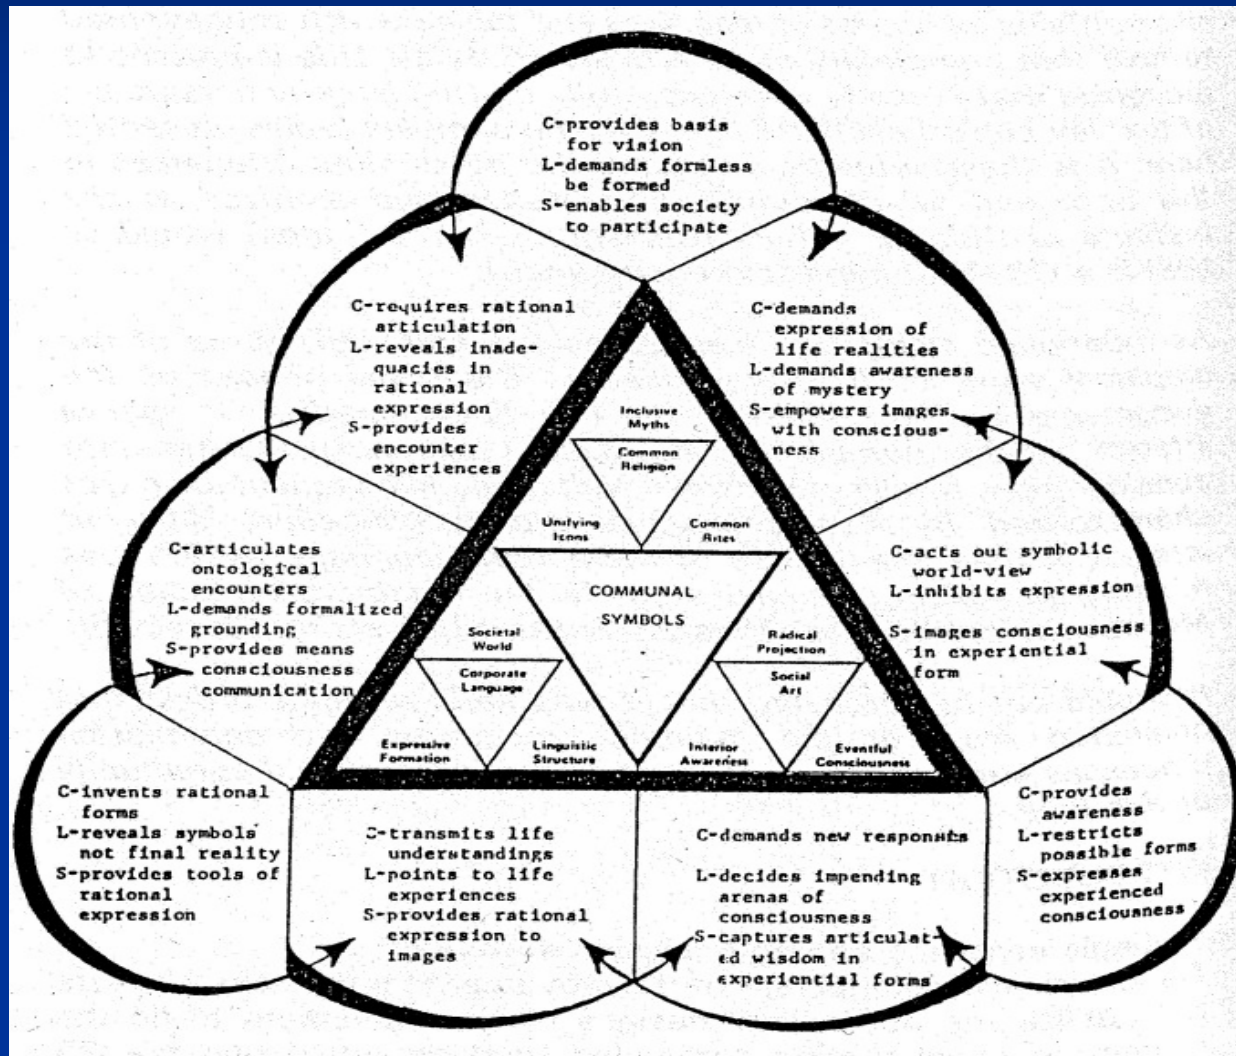 C-provides basis
for vision
L-demands formless
be formed
S-enables society
to participate
C-requires rational
articulation
L-reveals inade-
quacies in
rational
expression
S-provides
encounter
experiences
C-demands
expression of
life realities
L-demands awareness
of mystery
S-empowers images
with conscious-
ness
Inclusive
Myths
Common
Religion
Unifying
Icons
Common
Rites
C-articulates
ontological
encounters
L-demands formalized
grounding
S-provides means
consciousness
communication
COMMUNAL
SYMBOLS
C-acts out symbolic
world-view
L-inhibits expression
S-images consciousness
in experiential
form
Societal
World
Corporate
Language
Radical
Projection
Social
Art
Expressive
Formation
Linguistic
Structure
Interior
Awareness
Eventful
Consciousness
C-invents rational
forms
L-reveals symbols
not final reality
S-provides tools of
rational
expression
C-transmits life
understandings
L-points to life
experiences
S-provides rational
expression to
images
C-demands new responses
L-decides impending
arenas of
consciousness
S-captures articulat-
ed wisdom in
experiential forms
C-provides
awareness
L-restricts
possible forms
S-expresses
experienced
consciousness